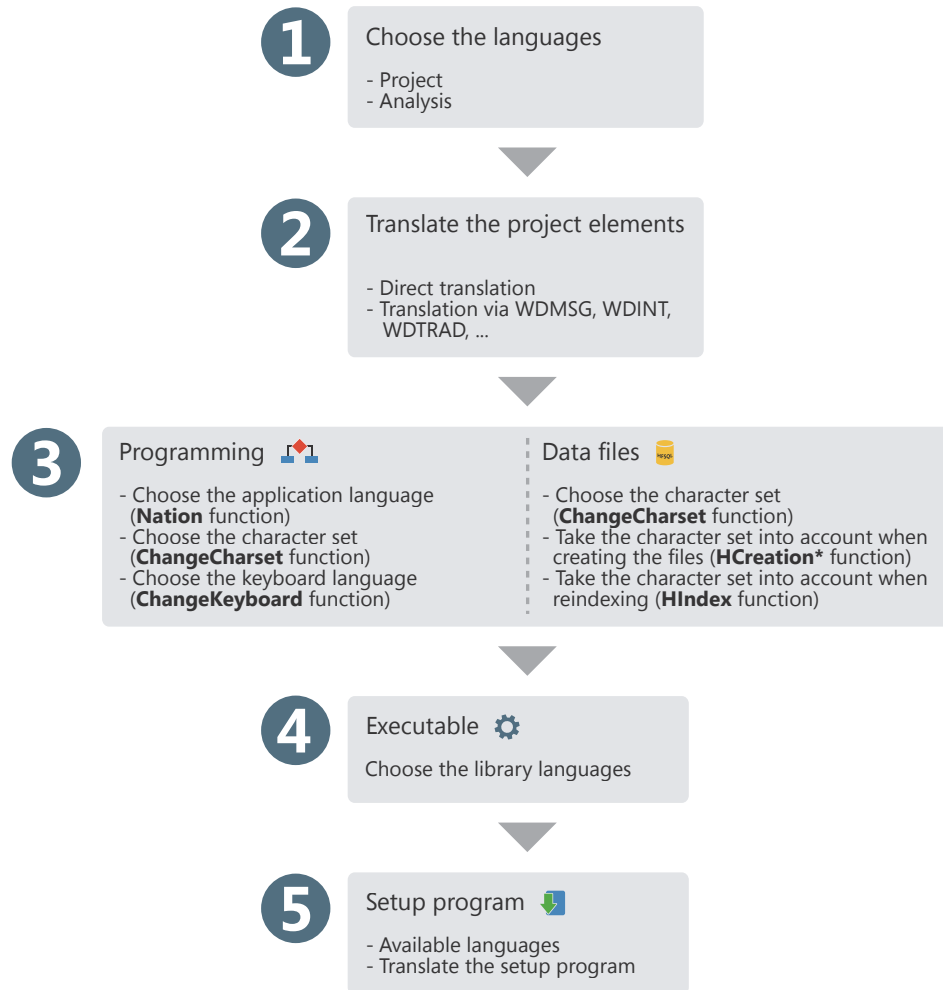 1
Choose the languages
- Project
- Analysis
2
Translate the project elements
- Direct translation
- Translation via WDMSG, WDINT,
WDTRAD, ...
3
Programming
- Choose the application language
(Nation function)
- Choose the character set
(ChangeCharset function)
- Choose the keyboard language
(ChangeKeyboard function)
Data files
- Choose the character set
(ChangeCharset function)
- Take the character set into account when
creating the files (HCreation* function)
- Take the character set into account when
reindexing (HIndex function)
4
Executable
Choose the library languages
5
Setup program
- Available languages
- Translate the setup program